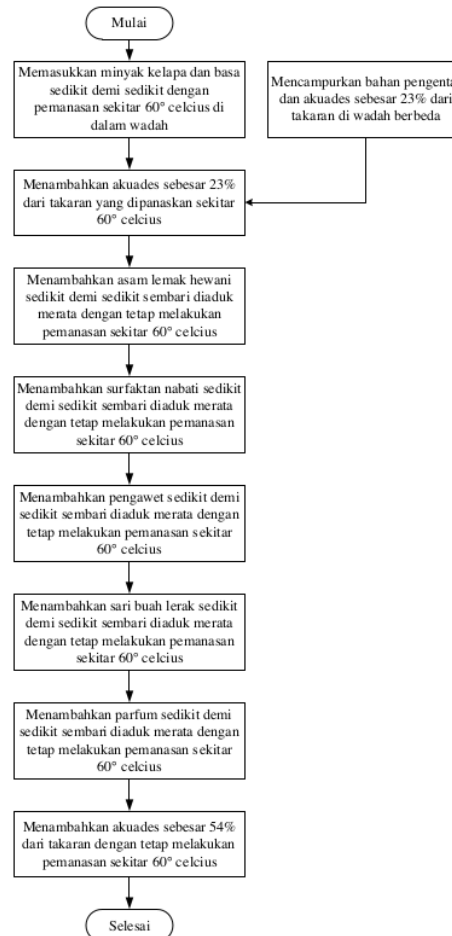 Mulai
Memasukkan minyak kelapa dan basa
sedikit demi sedikit dengan
pemanasan sekitar 60° celcius di
dalam wadah
Mencampurkan bahan pengenta
dan akuades sebesar 23% dari
takaran di wadah berbeda
Menambahkan akuades sebesar 23%
dari takaran yang dipanaskan sekitar
60° celcius
Menambahkan asam lemak hewani
sedikit demi sedikit sembari diaduk
merata dengan tetap melakukan
pemanasan sekitar 60° celcius
Menambahkan surfaktan nabati sedikit
demi sedikit sembari diaduk merata
dengan tetap melakukan pemanasan
sekitar 60° celcius
Menambahkan pengawet sedikit demi
sedikit sembari diaduk merata dengan
tetap melakukan pemanasan sekitar
60° celcius
Menambahkan sari buah lerak sedikit
demi sedikit sembari diaduk merata
dengan tetap melakukan pemanasan
sekitar 60° celcius
Menambahkan parfum sedikit demi
sedikit sembari diaduk merata dengan
tetap melakukan pemanasan sekitar
60° celcius
Menambahkan akuades sebesar 54%
dari takaran dengan tetap melakukan
pemanasan sekitar 60° celcius
Selesai